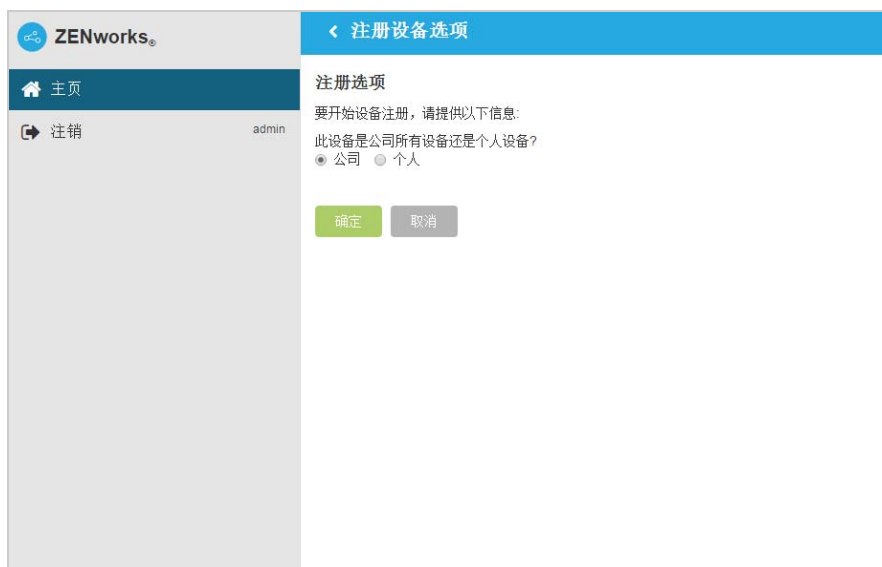 ZENworks®
主页
注销 admin
注册设备选项
注册选项
要开始设备注册，请提供以下信息:
此设备是公司所有设备还是个人设备?
公司 个人
确定 取消